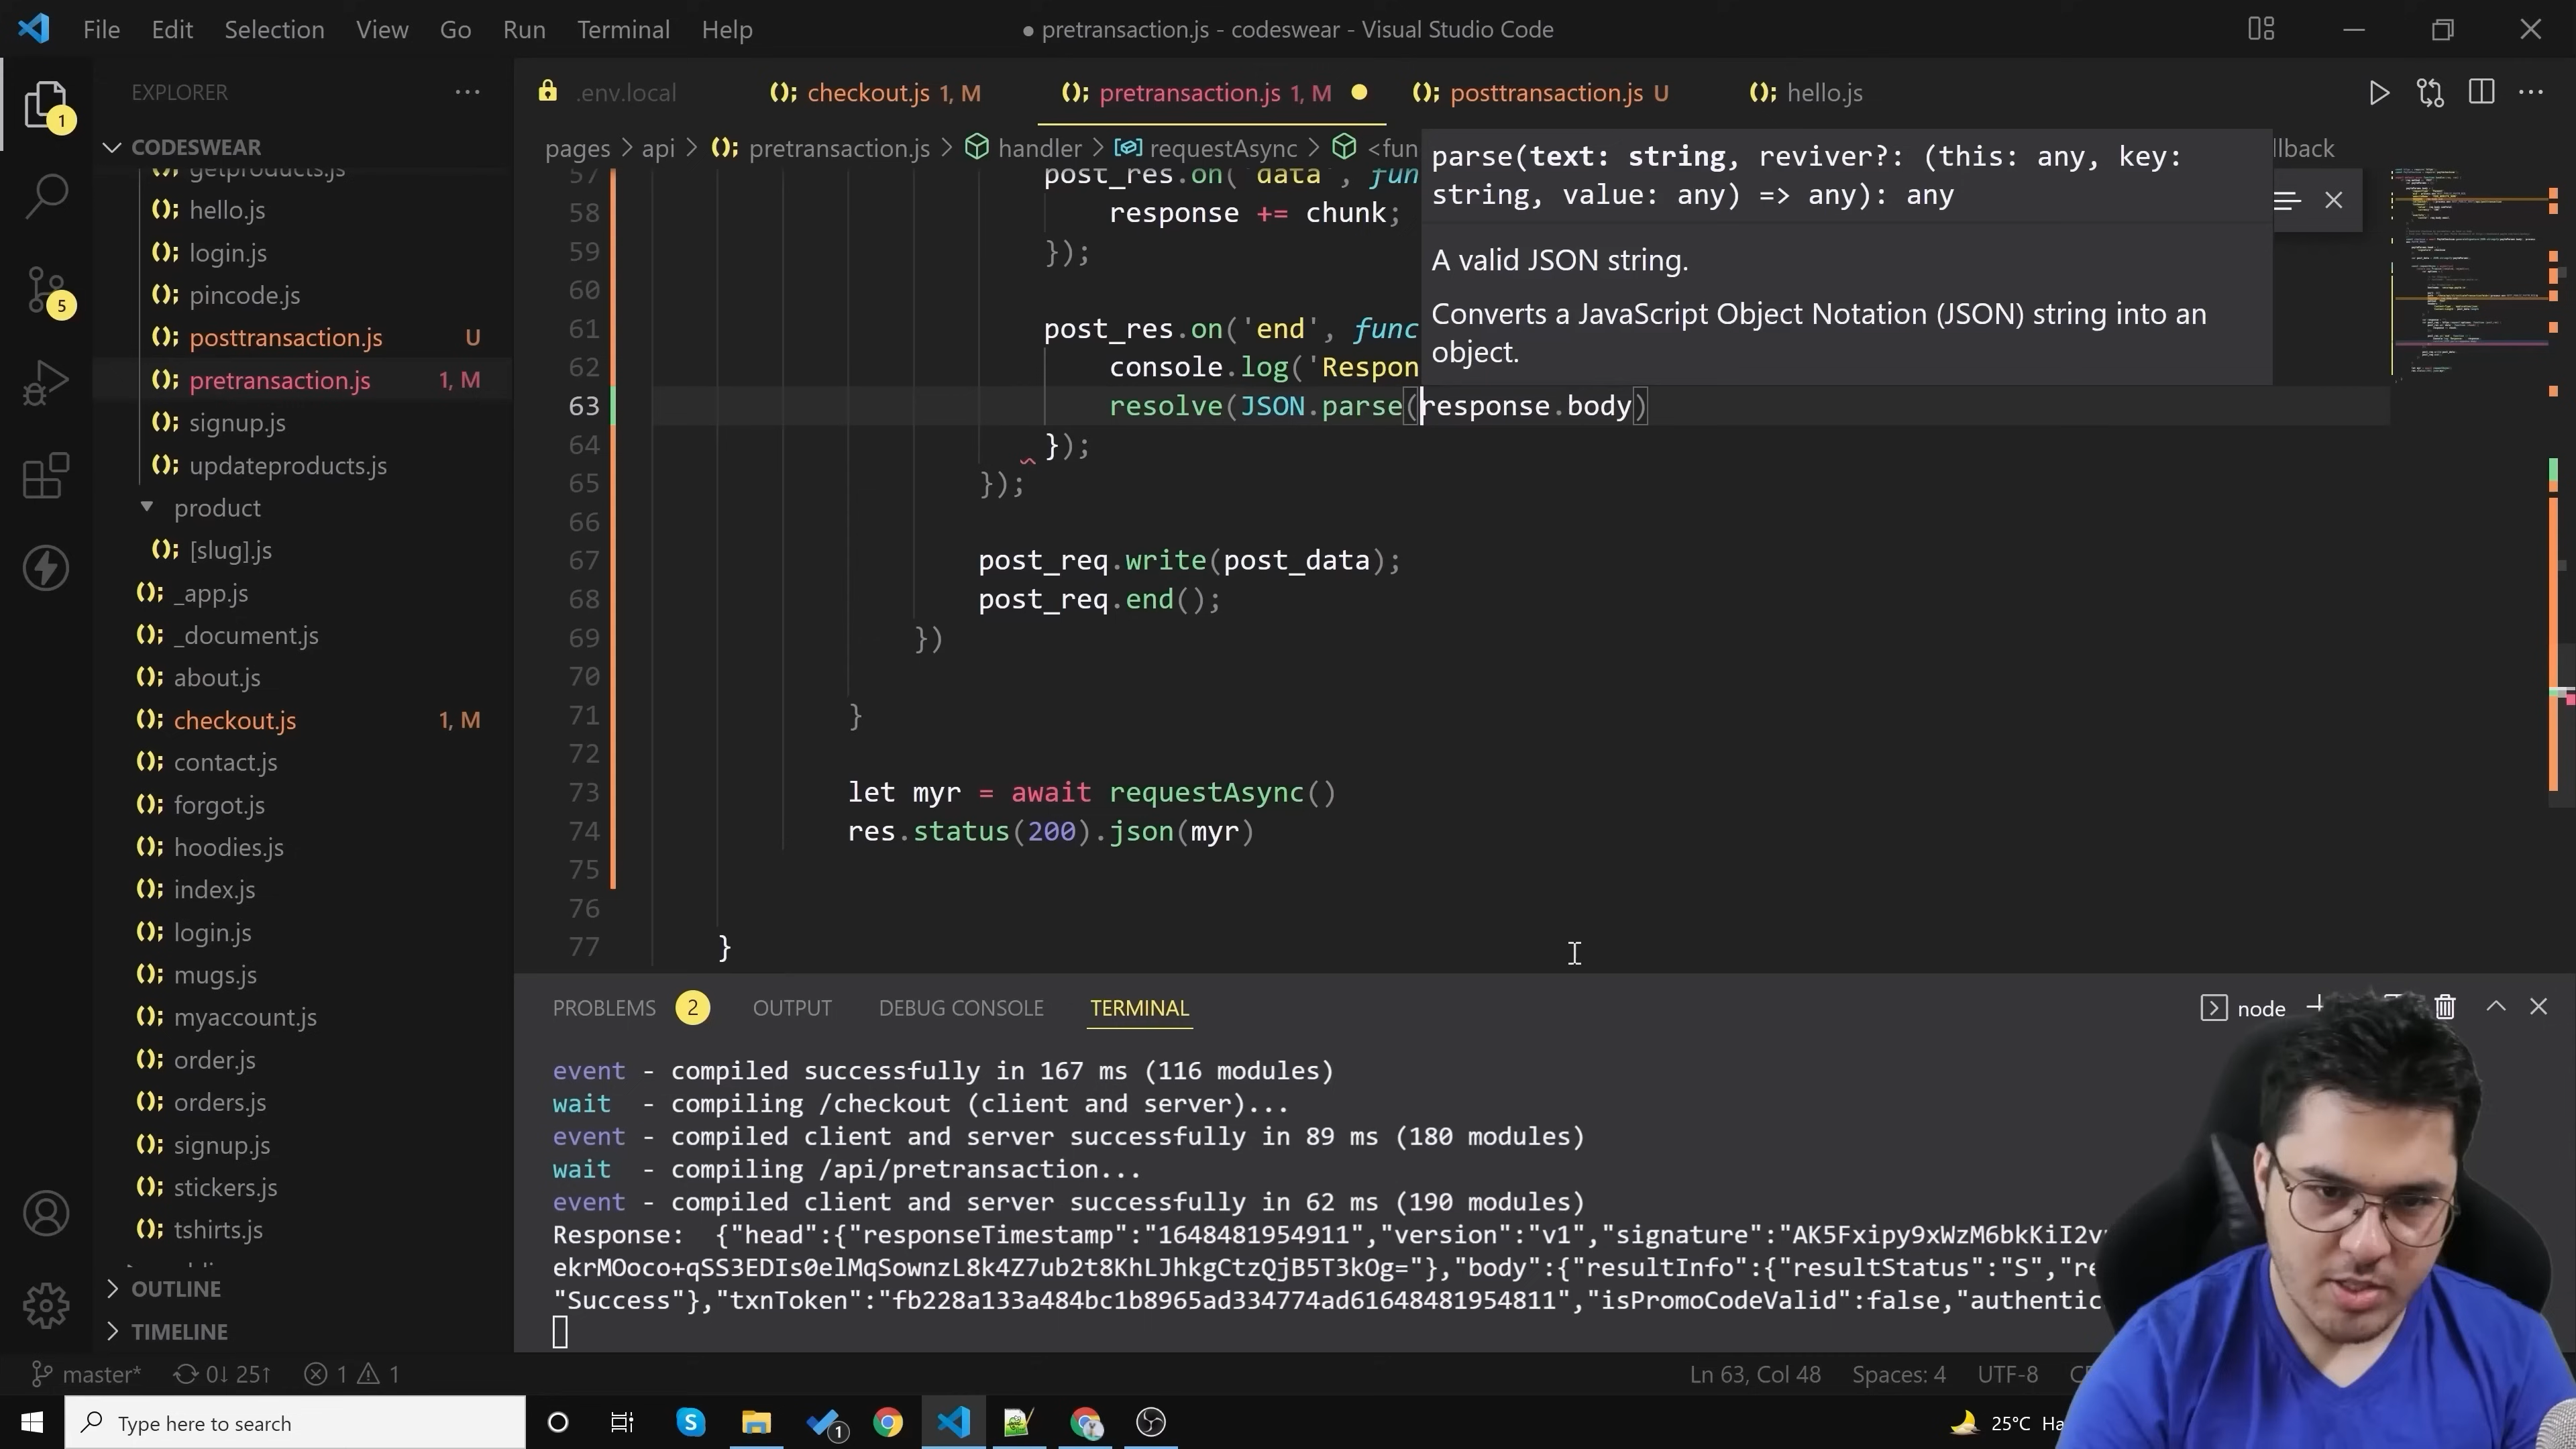 File Edit Selection View Go Run Terminal Help
● pretransaction.js - codeswear - Visual Studio Code
EXPLORER ...
.env.local
checkout.js 1, M
pretransaction.js 1, M
posttransaction.js U
hello.js
CODESWEAR
getproducts.js
hello.js
login.js
pincode.js
posttransaction.js U
pretransaction.js 1, M
signup.js
updateproducts.js
product
[slug].js
_app.js
_document.js
about.js
checkout.js 1, M
contact.js
forgot.js
hoodies.js
index.js
login.js
mugs.js
myaccount.js
order.js
orders.js
signup.js
stickers.js
tshirts.js
OUTLINE
TIMELINE
1
5
pages > api > pretransaction.js > handler > requestAsync > <fun
llback
parse(text: string, reviver?: (this: any, key:
string, value: any) => any): any
A valid JSON string.
Converts a JavaScript Object Notation (JSON) string into an
object.
57 post_res.on('data', func
58 response += chunk;
59 });
60
61 post_res.on('end', func
62 console.log('Respon
63 resolve(JSON.parse(response.body)
64 });
65 });
66
67 post_req.write(post_data);
68 post_req.end();
69 })
70
71 }
72
73 let myr = await requestAsync()
74 res.status(200).json(myr)
75
76
77 }
PROBLEMS 2 OUTPUT DEBUG CONSOLE TERMINAL
node
event - compiled successfully in 167 ms (116 modules)
wait - compiling /checkout (client and server)...
event - compiled client and server successfully in 89 ms (180 modules)
wait - compiling /api/pretransaction...
event - compiled client and server successfully in 62 ms (190 modules)
Response: {"head":{"responseTimestamp":"1648481954911","version":"v1","signature":"AK5Fxipy9xWzM6bkKiI2v
ekrMOoco+qSS3EDIs0elMqSownzL8k4Z7ub2t8KhLJhkgCtzQjB5T3kOg="},"body":{"resultInfo":{"resultStatus":"S","re
"Success"},"txnToken":"fb228a133a484bc1b8965ad334774ad61648481954811","isPromoCodeValid":false,"authentic
master* 0↓ 25↑ 1 1
Ln 63, Col 48 Spaces: 4 UTF-8
Type here to search
1
25°C Ha